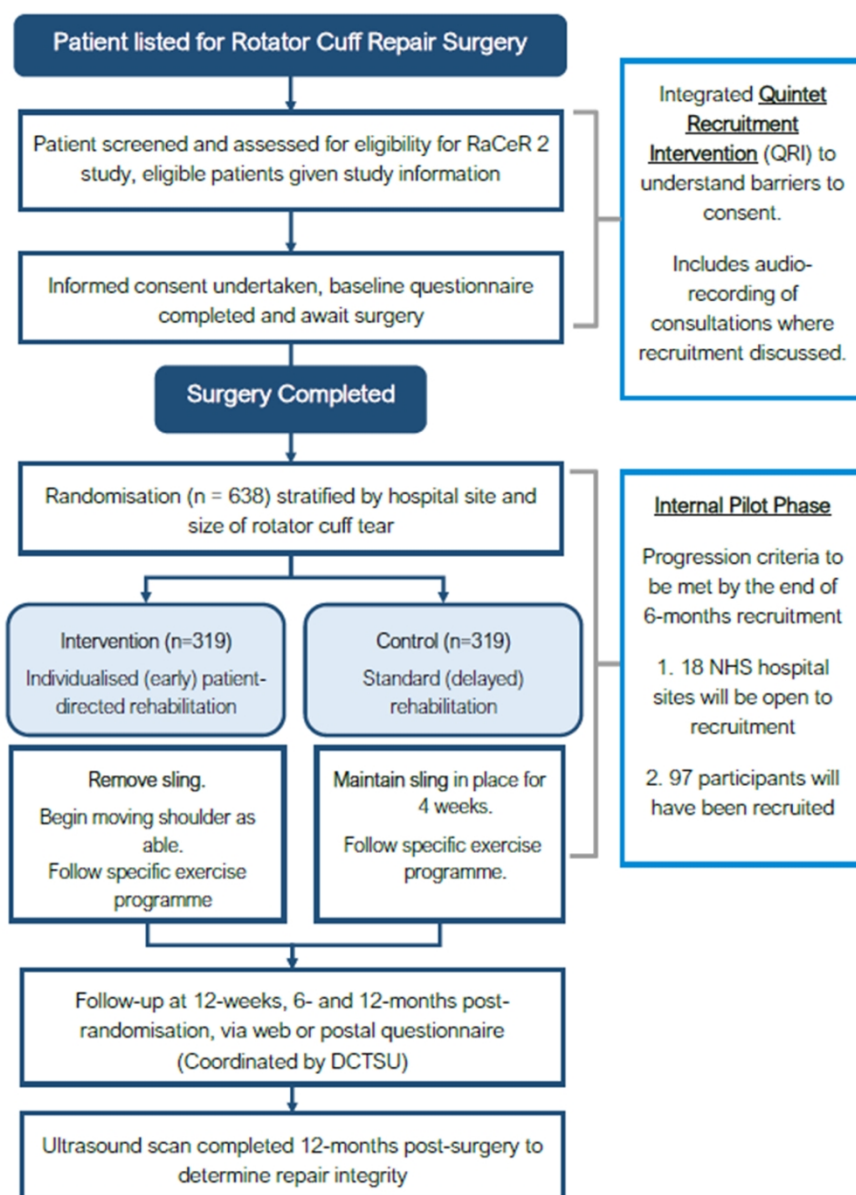 Patient listed for Rotator Cuff Repair Surgery
Patient screened and assessed for eligibility for RaCeR 2
study, eligible patients given study information
Informed consent undertaken, baseline questionnaire
completed and await surgery
Integrated Quintet
Recruitment
Intervention (QRI) to
understand barriers to
consent.
Includes audio-
recording of
consultations where
recruitment discussed.
Surgery Completed
Randomisation (n = 638) stratified by hospital site and
size of rotator cuff tear
Intervention (n=319)
Individualised (early) patient-
directed rehabilitation
Control (n=319)
Standard (delayed)
rehabilitation
Remove sling.
Begin moving shoulder as
able.
Follow specific exercise
programme
Maintain sling in place for
4 weeks.
Follow specific exercise
programme.
Internal Pilot Phase
Progression criteria to
be met by the end of
6-months recruitment
1. 18 NHS hospital
sites will be open to
recruitment
2. 97 participants will
have been recruited
Follow-up at 12-weeks, 6- and 12-months post-
randomisation, via web or postal questionnaire
(Coordinated by DCTSU)
Ultrasound scan completed 12-months post-surgery to
determine repair integrity